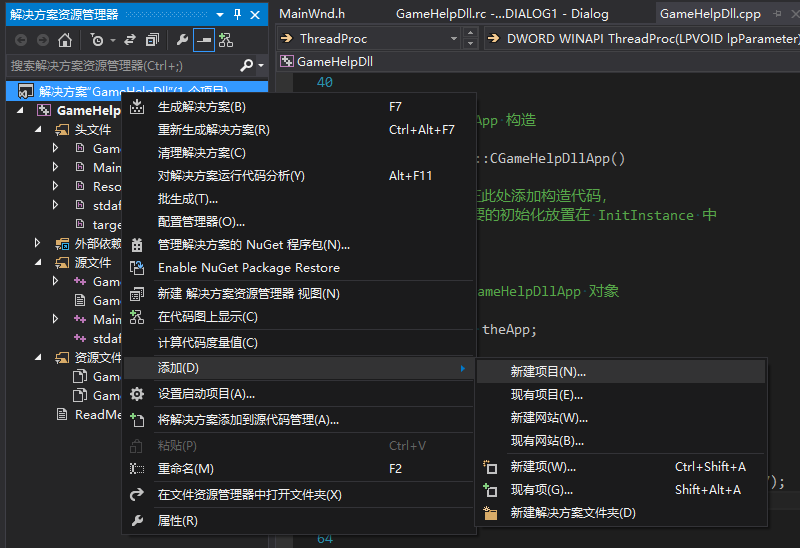 解决方案资源管理器
搜索解决方案资源管理器(Ctrl+;)
解决方案"GameHelpDll"(1 个项目)
GameHelp
头文件
Gam
Main
Reso
stdaf
targe
外部依赖
源文件
Gam
Gam
Main
stdaf
资源文件
Gam
Gam
ReadMe
生成解决方案(B) F7
重新生成解决方案(R) Ctrl+Alt+F7
清理解决方案(C)
对解决方案运行代码分析(Y) Alt+F11
批生成(T)...
配置管理器(O)...
管理解决方案的 NuGet 程序包(N)...
Enable NuGet Package Restore
新建 解决方案资源管理器 视图(N)
在代码图上显示(C)
计算代码度量值(C)
添加(D)
设置启动项目(A)...
将解决方案添加到源代码管理(A)...
粘贴(P) Ctrl+V
重命名(M) F2
在文件资源管理器中打开文件夹(X)
属性(R)
新建项目(N)...
现有项目(E)...
新建网站(W)...
现有网站(B)...
新建项(W)... Ctrl+Shift+A
现有项(G)... Shift+Alt+A
新建解决方案文件夹(D)
MainWnd.h GameHelpDll.rc - ...DIALOG1 - Dialog GameHelpDll.cpp
ThreadProc DWORD WINAPI ThreadProc(LPVOID lpParameter)
GameHelpDll
40
App 构造
::CGameHelpDllApp()
在此处添加构造代码,
要的初始化放置在 InitInstance 中
GameHelpDllApp 对象
theApp;
);
64